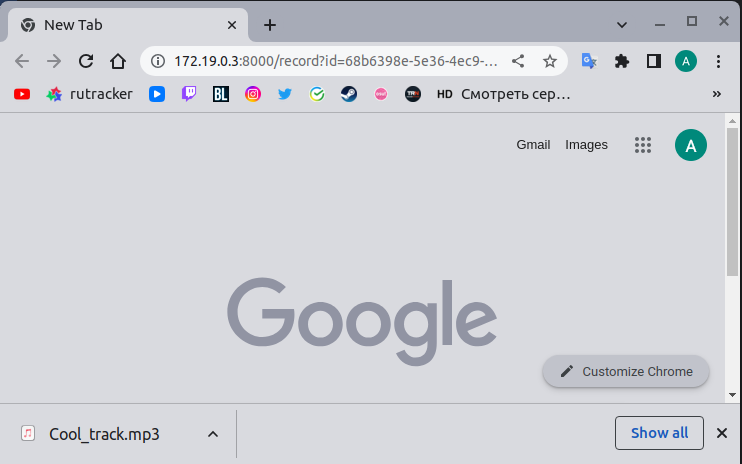 New Tab
172.19.0.3:8000/record?id=68b6398e-5e36-4ec9-...
A
rutracker
BL
intel
HD Смотреть сер...
Gmail
Images
A
Google
Customize Chrome
Cool_track.mp3
Show all